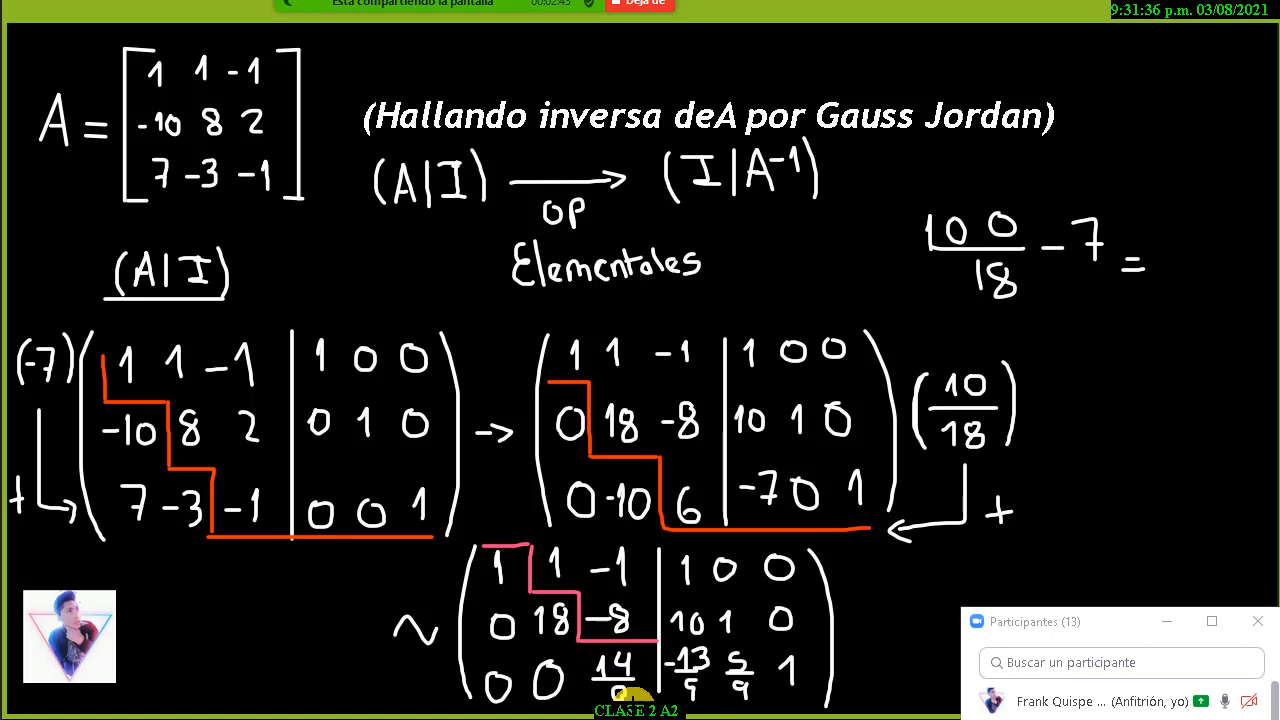 Está compartiendo la pantalla 00:02:43 Deja de
9:31:36 p.m. 03/08/2021
A = [ 1 1 -1
-10 8 2
7 -3 -1 ]
(Hallando inversa deA por Gauss Jordan)
(A|I) → (I|A-1)
OP
Elementales
100/18 - 7 =
(A|I)
(-7) ( 1 1 -1 | 1 0 0
-10 8 2 | 0 1 0
+ 7 -3 -1 | 0 0 1 )
→ ( 1 1 -1 | 1 0 0
0 18 -8 | 10 1 0
0 -10 6 | -7 0 1 )
(10/18)
+
~ ( 1 1 -1 | 1 0 0
0 18 -8 | 10 1 0
0 0 14/9 | -13/9 5/9 1 )
CLASE 2 A2
Participantes (13)
Buscar un participante
Frank Quispe ... (Anfitrión, yo)